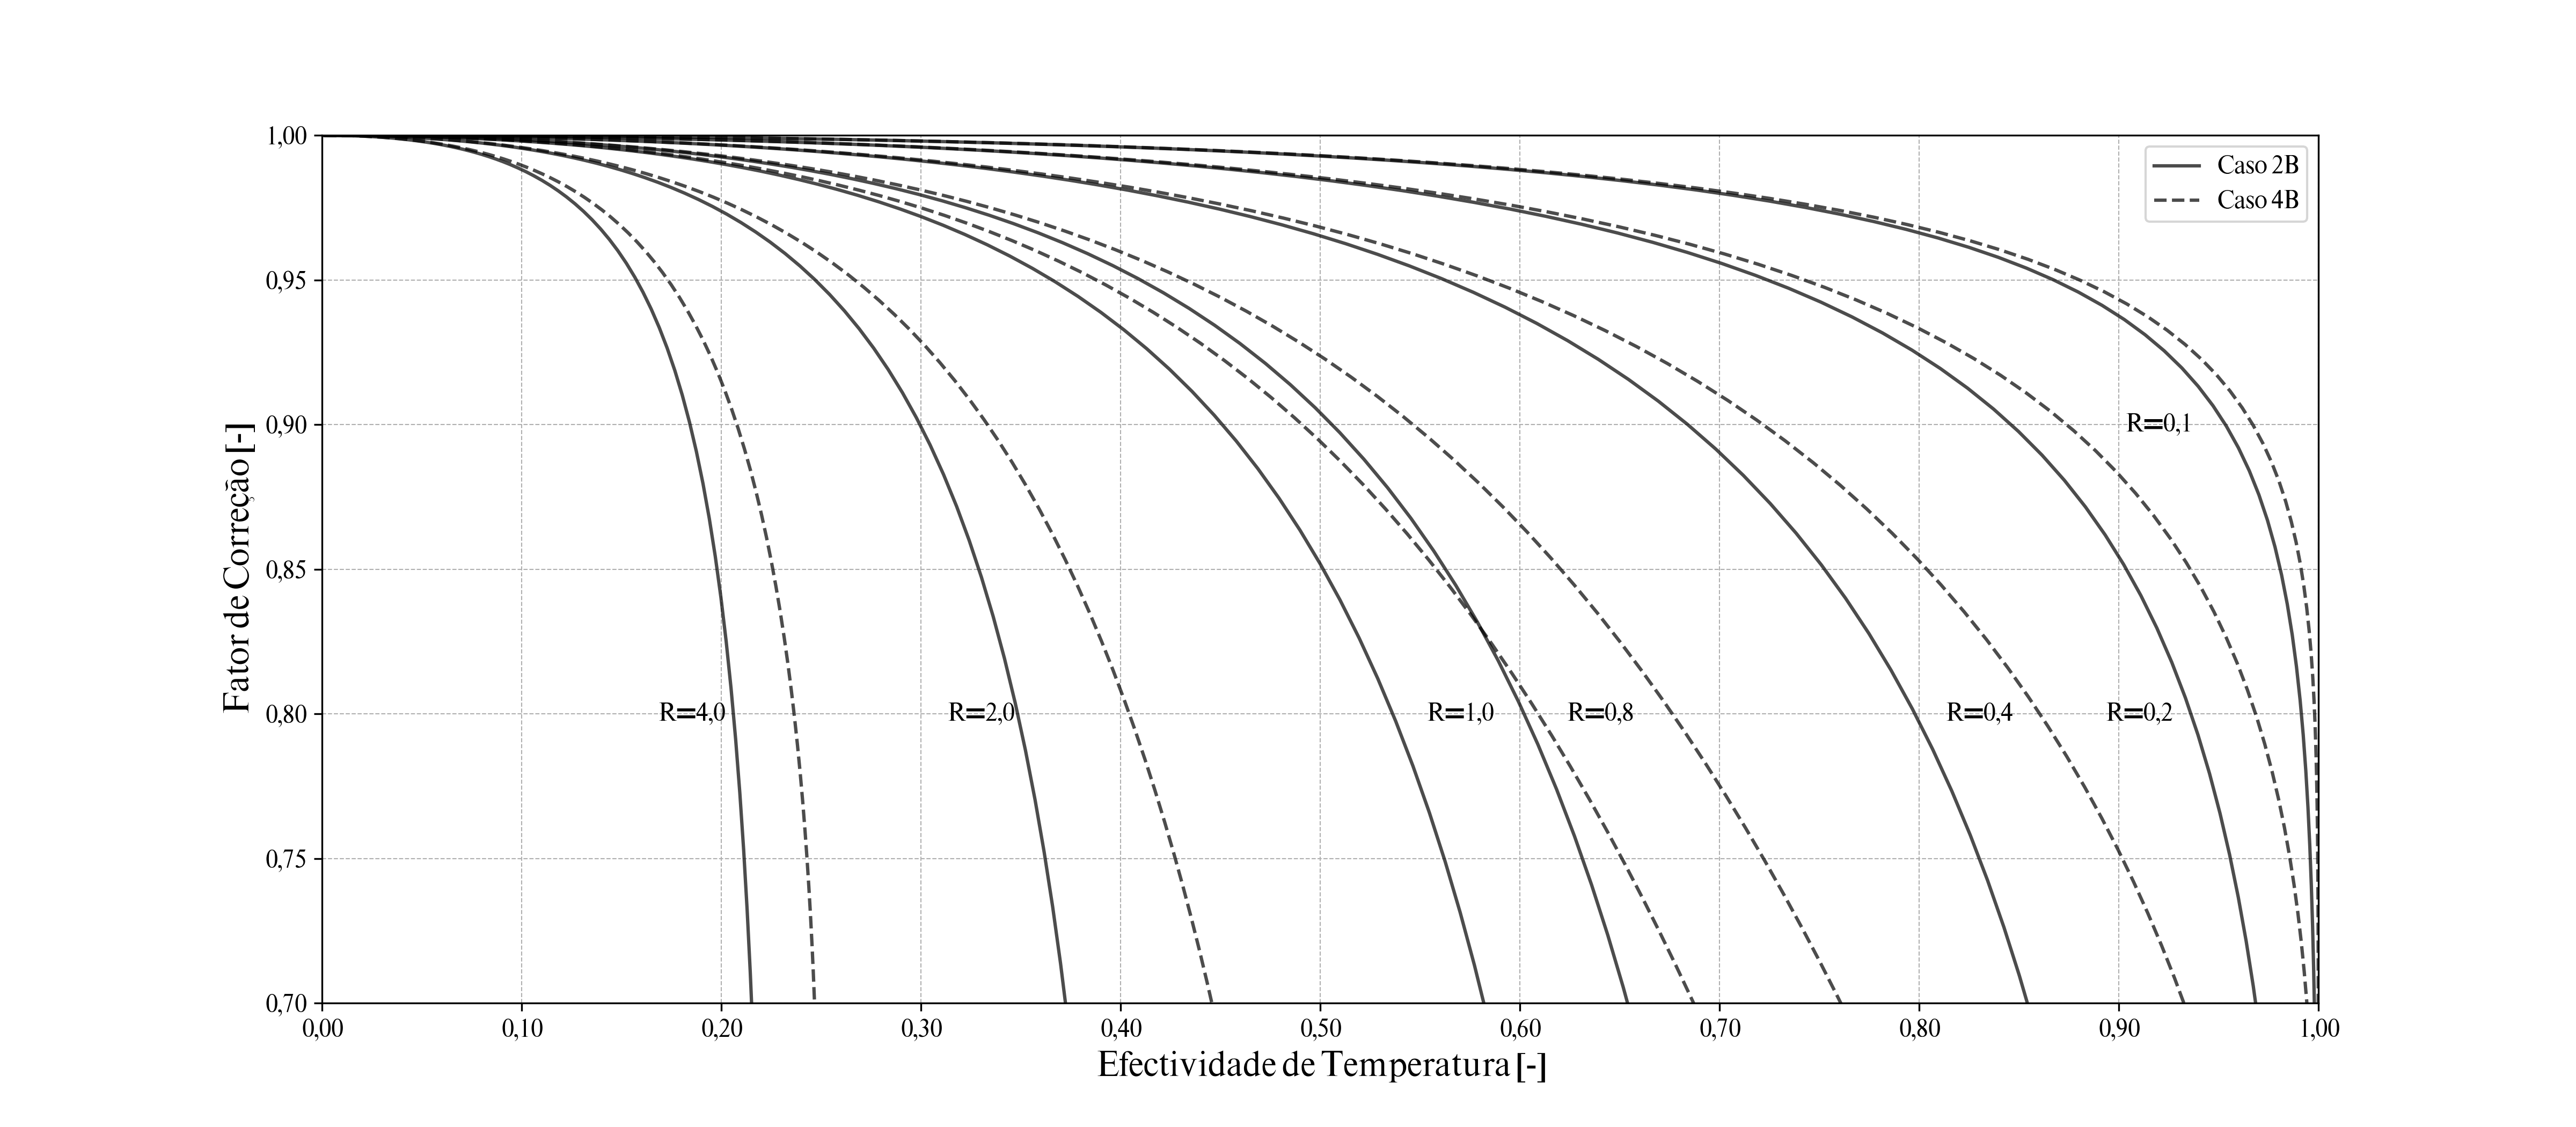 1,00
0,95
0,90
0,85
0,80
0,75
0,70
Fator de Correção [-]
Caso 2B
Caso 4B
R=0,1
R=4,0
R=2,0
R=1,0
R=0,8
R=0,4
R=0,2
0,00 0,10 0,20 0,30 0,40 0,50 0,60 0,70 0,80 0,90 1,00
Efectividade de Temperatura [-]